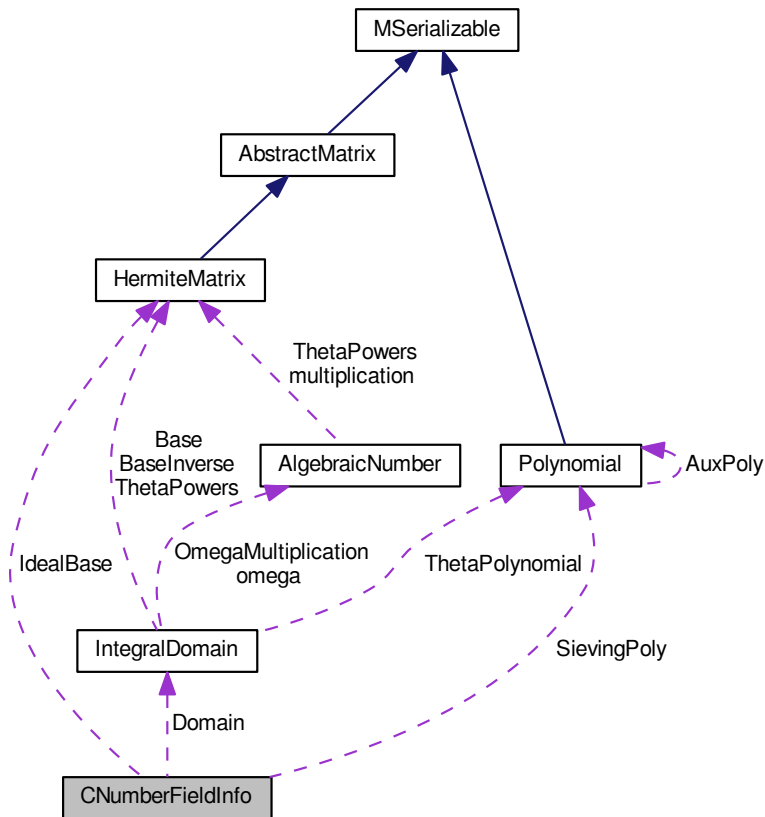 MSerializable
AbstractMatrix
HermiteMatrix
ThetaPowers
multiplication
Base
BaseInverse
ThetaPowers
AlgebraicNumber
Polynomial
AuxPoly
IdealBase
OmegaMultiplication
omega
ThetaPolynomial
IntegralDomain
SievingPoly
Domain
CNumberFieldInfo